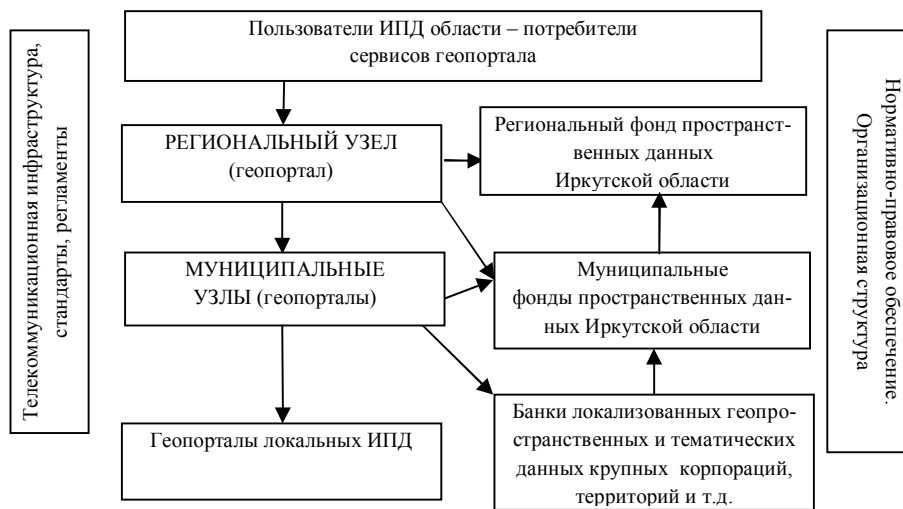 Пользователи ИПД области – потребители
сервисов геопортала
Телекоммуникационная инфраструктура,
стандарты, регламенты
РЕГИОНАЛЬНЫЙ УЗЕЛ
(геопортал)
Региональный фонд пространст-
венных данных
Иркутской области
МУНИЦИПАЛЬНЫЕ
УЗЛЫ (геопорталы)
Муниципальные
фонды пространственных дан-
ных Иркутской области
Геопорталы локальных ИПД
Банки локализованных геопро-
странственных и тематических
данных крупных корпораций,
территорий и т.д.
Нормативно-правовое обеспечение.
Организационная структура